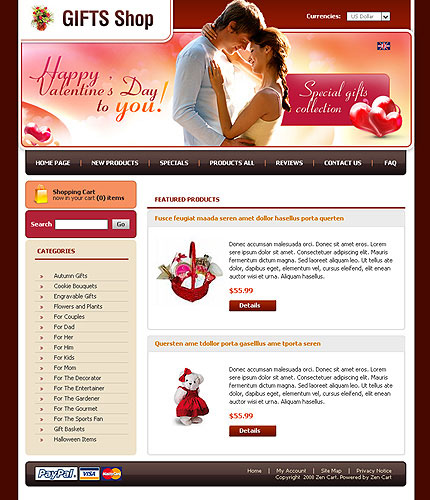 GIFTS Shop
Currencies: US Dollar
Happy
Valentine's Day
to you!
Special gifts
collection
HOME PAGE | NEW PRODUCTS | SPECIALS | PRODUCTS ALL | REVIEWS | CONTACT US | FAQ
Shopping Cart
now in your cart (0) items
Search Go
CATEGORIES
Autumn Gifts
Cookie Bouquets
Engravable Gifts
Flowers and Plants
For Couples
For Dad
For Her
For Him
For Kids
For Mom
For The Decorator
For The Entertainer
For The Gardener
For The Gourmet
For The Sports Fan
Gift Baskets
Halloween Items
FEATURED PRODUCTS
Fusce feugiat maada seren amet dollor hasellus porta querten
Donec accumsan malesuada orci. Donec sit amet eros. Lorem
sere ipsum dolor sit amet. Consectetuer adipiscing elit. Mauris
fermentum dictum magna. Sed laoreet aliquam leo. Ut tellus ate
dolor, dapibus eget, elementum vel, cursus eleifend, elit enean
auctor wisi et urna. Aliquam hasellus.
$55.99
Details
Quersten ame tdollor porta gaselllus ame tporta seren
Donec accumsan malesuada orci. Donec sit amet eros. Lorem
sere ipsum dolor sit amet. Consectetuer adipiscing elit. Mauris
fermentum dictum magna. Sed laoreet aliquam leo. Ut tellus ate
dolor, dapibus eget, elementum vel, cursus eleifend, elit enean
auctor wisi et urna. Aliquam hasellus.
$55.99
Details
PayPal VISA MasterCard
Home | My Account | Site Map | Privacy Notice
Copyright 2008 Zen Cart. Powered by Zen Cart